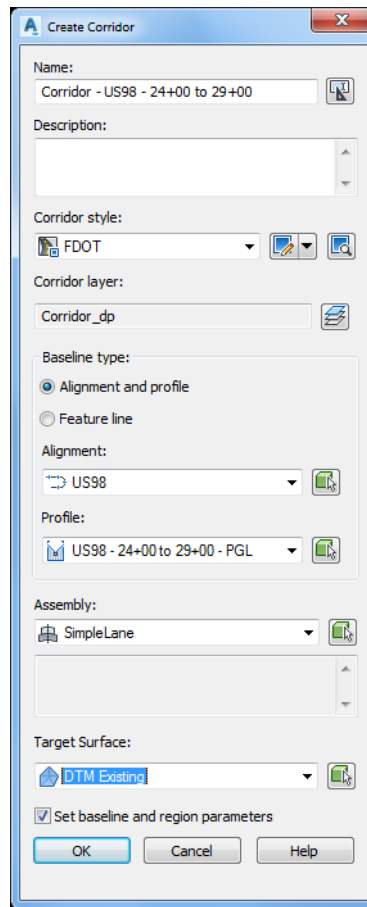 Create Corridor
Name:
Corridor - US98 - 24+00 to 29+00
Description:
Corridor style:
FDOT
Corridor layer:
Corridor_dp
Baseline type:
Alignment and profile
Feature line
Alignment:
US98
Profile:
US98 - 24+00 to 29+00 - PGL
Assembly:
SimpleLane
Target Surface:
DTM Existing
Set baseline and region parameters
OK Cancel Help